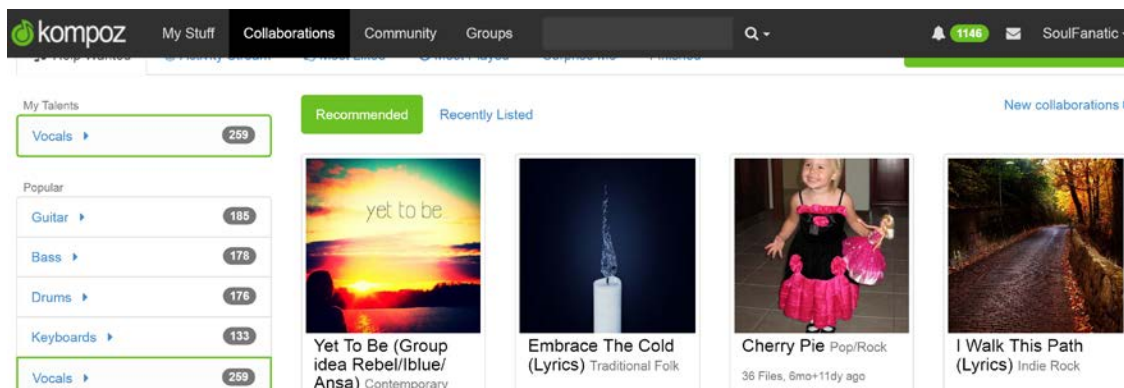 kompoz My Stuff Collaborations Community Groups 1146 SoulFanatic
My Talents
Vocals 259
Popular
Guitar 185
Bass 178
Drums 176
Keyboards 133
Vocals 259
Recommended Recently Listed New collaborations
yet to be
Yet To Be (Group
idea Rebel/Iblue/
Ansa) Contemporary
Embrace The Cold
(Lyrics) Traditional Folk
Cherry Pie Pop/Rock
36 Files, 6mo+11dy ago
I Walk This Path
(Lyrics) Indie Rock